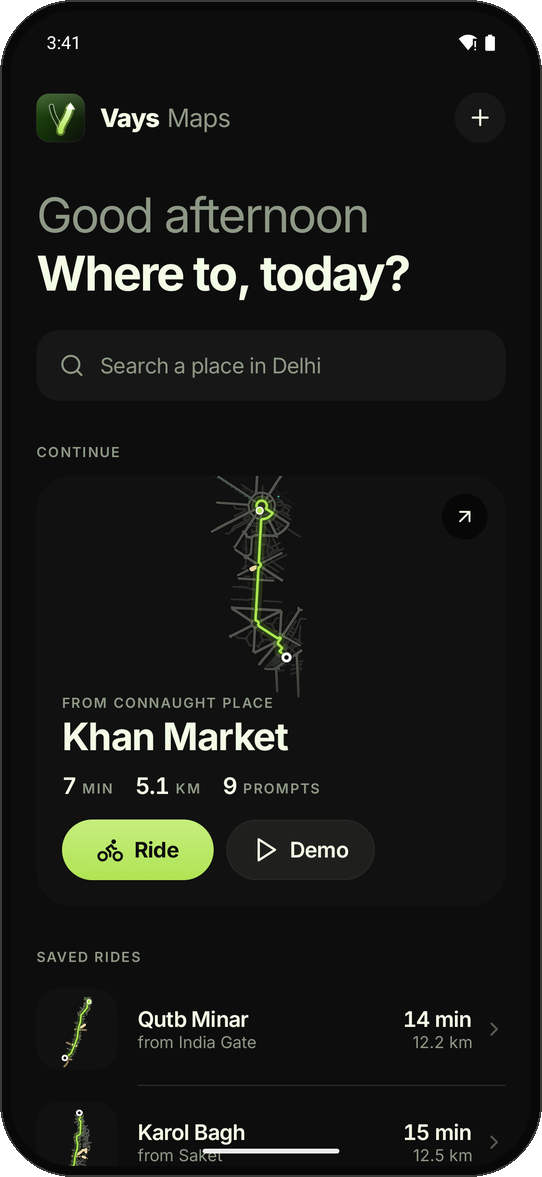 3:41
Vays Maps
Good afternoon
Where to, today?
Search a place in Delhi
CONTINUE
FROM CONNAUGHT PLACE
Khan Market
7 MIN 5.1 KM 9 PROMPTS
Ride Demo
SAVED RIDES
Qutb Minar 14 min
from India Gate 12.2 km
Karol Bagh 15 min
from Saket 12.5 km